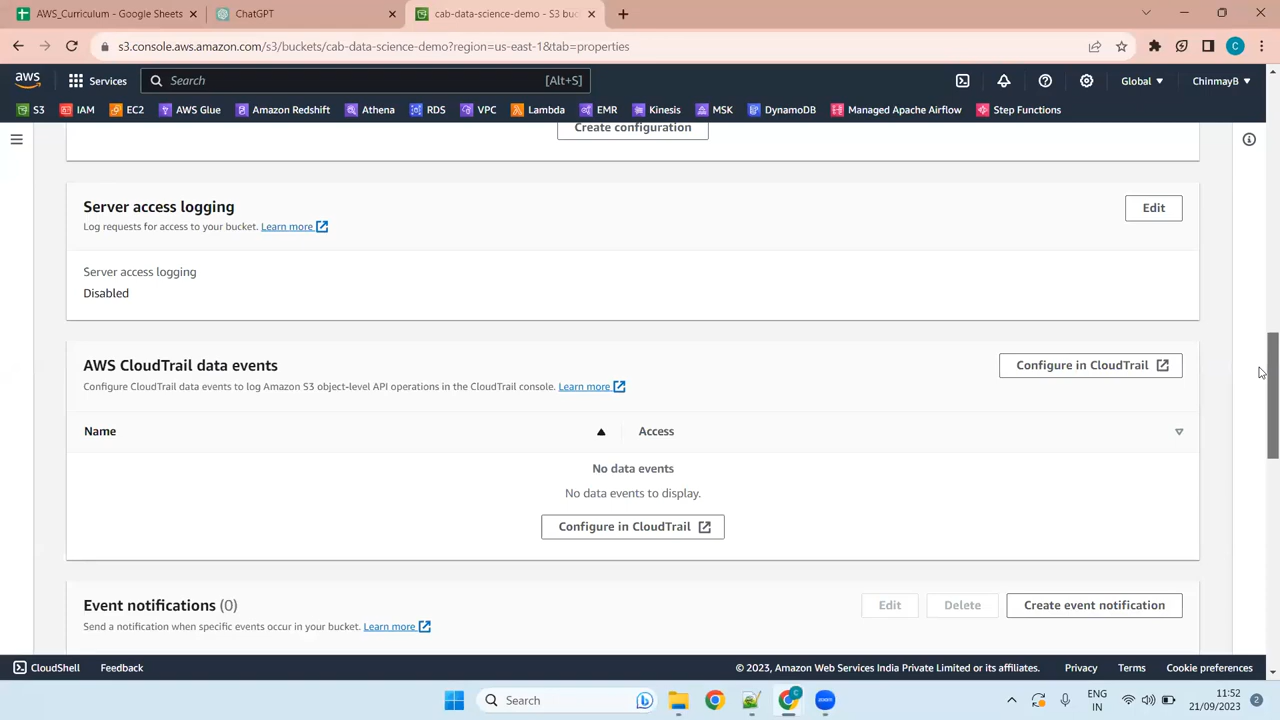 AWS_Curriculum - Google Sheets
ChatGPT
cab-data-science-demo - S3 buc
s3.console.aws.amazon.com/s3/buckets/cab-data-science-demo?region=us-east-1&tab=properties
C
aws
Services
Search
[Alt+S]
Global
ChinmayB
S3
IAM
EC2
AWS Glue
Amazon Redshift
Athena
RDS
VPC
Lambda
EMR
Kinesis
MSK
DynamoDB
Managed Apache Airflow
Step Functions
Create configuration
Server access logging
Edit
Log requests for access to your bucket. Learn more
Server access logging
Disabled
AWS CloudTrail data events
Configure in CloudTrail
Configure CloudTrail data events to log Amazon S3 object-level API operations in the CloudTrail console. Learn more
Name
Access
No data events
No data events to display.
Configure in CloudTrail
Event notifications (0)
Edit
Delete
Create event notification
Send a notification when specific events occur in your bucket. Learn more
CloudShell
Feedback
© 2023, Amazon Web Services India Private Limited or its affiliates.
Privacy
Terms
Cookie preferences
Search
C
zoom
ENG
IN
11:52
21/09/2023
2